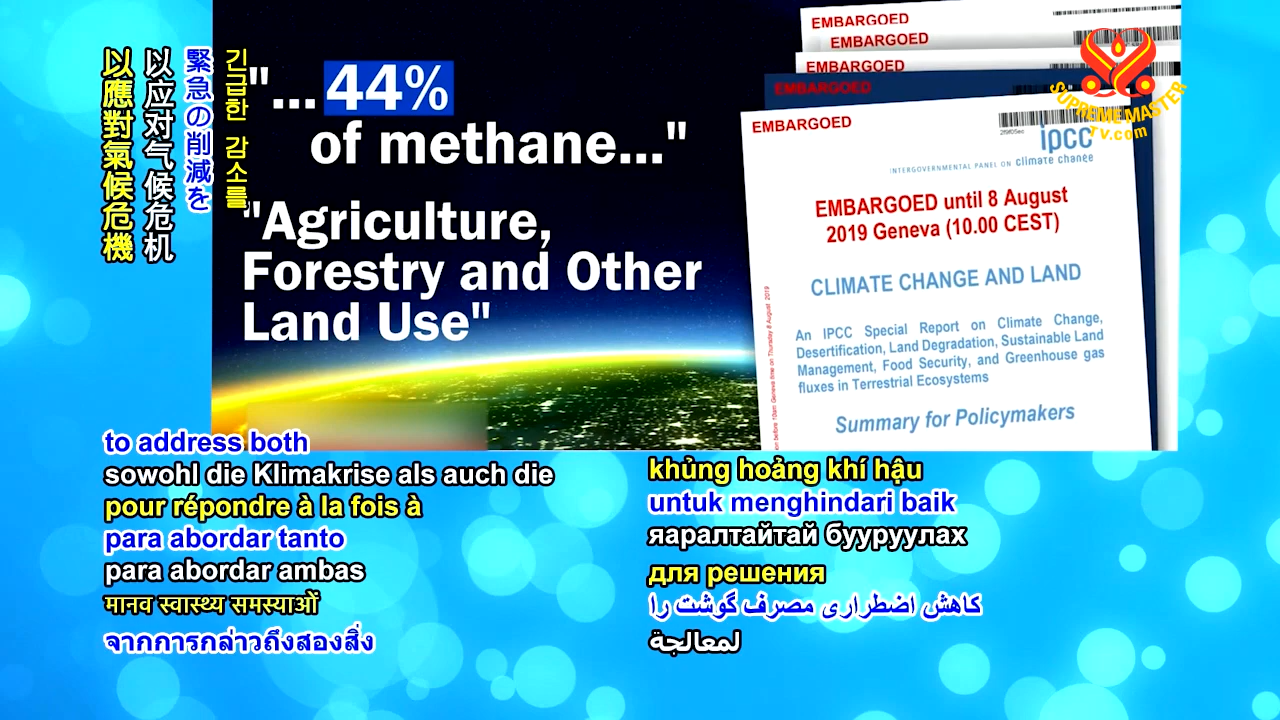 以應對氣候危機
以应对气候危机
緊急の削減を
긴급한 감소를
"... 44%
of methane..."
"Agriculture,
Forestry and Other
Land Use"
EMBARGOED
EMBARGOED
EMBARGOED
EMBARGOED
EMBARGOED
ipcc
INTERGOVERNMENTAL PANEL ON climate change
EMBARGOED until 8 August
2019 Geneva (10.00 CEST)
CLIMATE CHANGE AND LAND
An IPCC Special Report on Climate Change,
Desertification, Land Degradation, Sustainable Land
Management, Food Security, and Greenhouse gas
fluxes in Terrestrial Ecosystems
Summary for Policymakers
SUPREME MASTER
TV.com
to address both
sowohl die Klimakrise als auch die
pour répondre à la fois à
para abordar tanto
para abordar ambas
मानव स्वास्थ्य समस्याओं
จากการกล่าวถึงสองสิ่ง
khủng hoảng khí hậu
untuk menghindari baik
яаралтайтай бууруулах
для решения
کاهش اضطراری مصرف گوشت را
لمعالجة